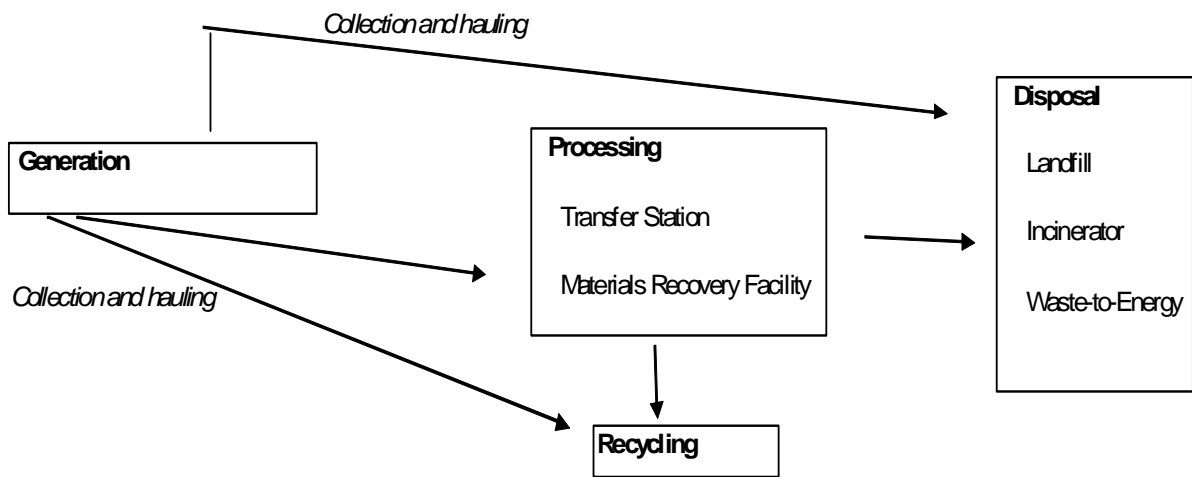 Collection and hauling
Generation
Collection and hauling
Processing
Transfer Station
Materials Recovery Facility
Recycling
Disposal
Landfill
Incinerator
Waste-to-Energy